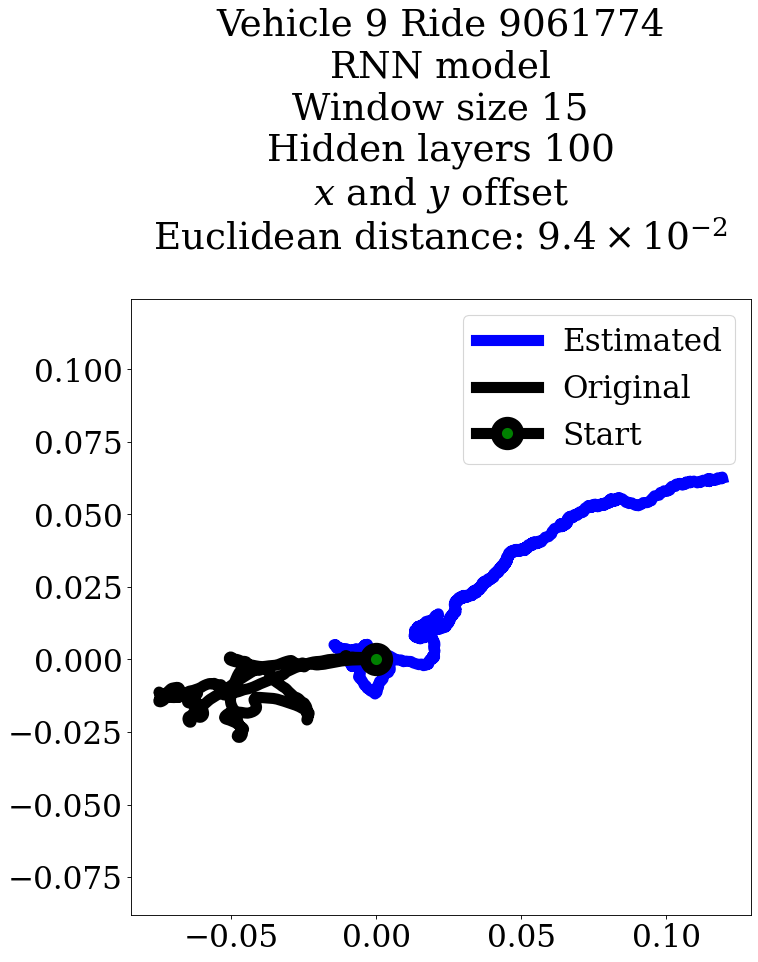 Vehicle 9 Ride 9061774
RNN model
Window size 15
Hidden layers 100
x and y offset
Euclidean distance: 9.4 × 10⁻²
Estimated
Original
Start
0.100
0.075
0.050
0.025
0.000
−0.025
−0.050
−0.075
−0.05 0.00 0.05 0.10